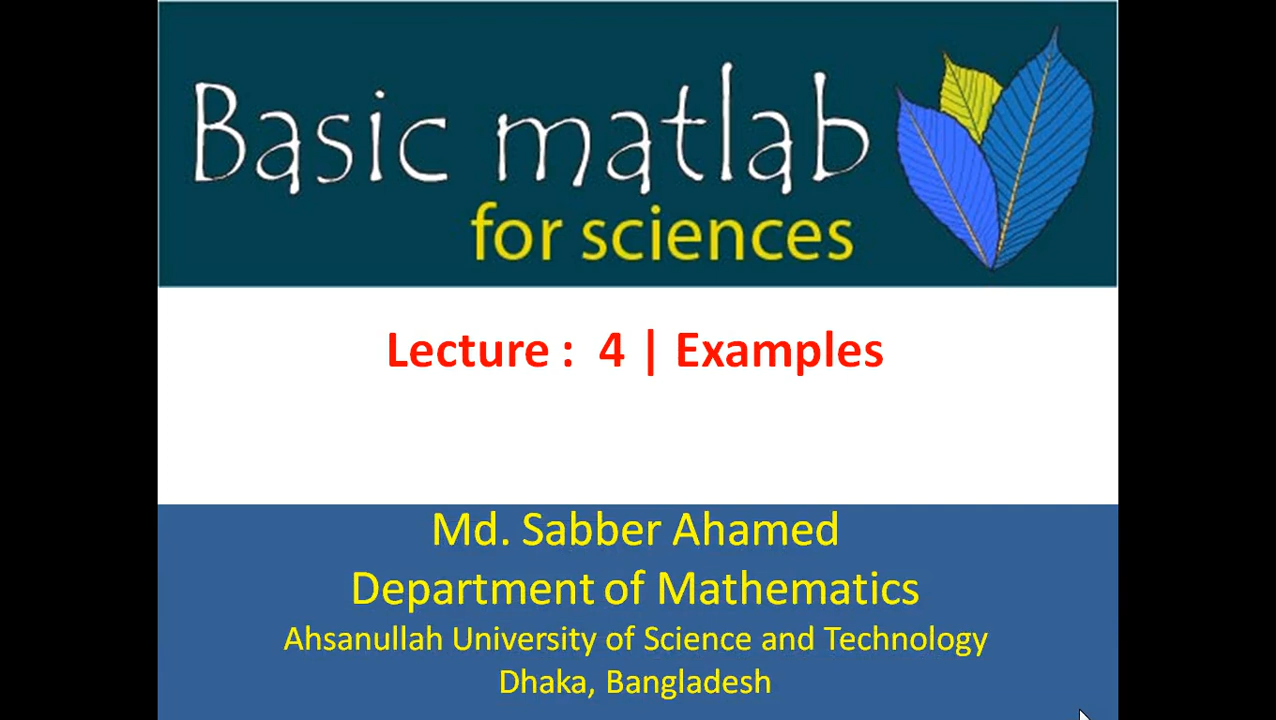 Basic matlab
for sciences
Lecture : 4 | Examples
Md. Sabber Ahamed
Department of Mathematics
Ahsanullah University of Science and Technology
Dhaka, Bangladesh